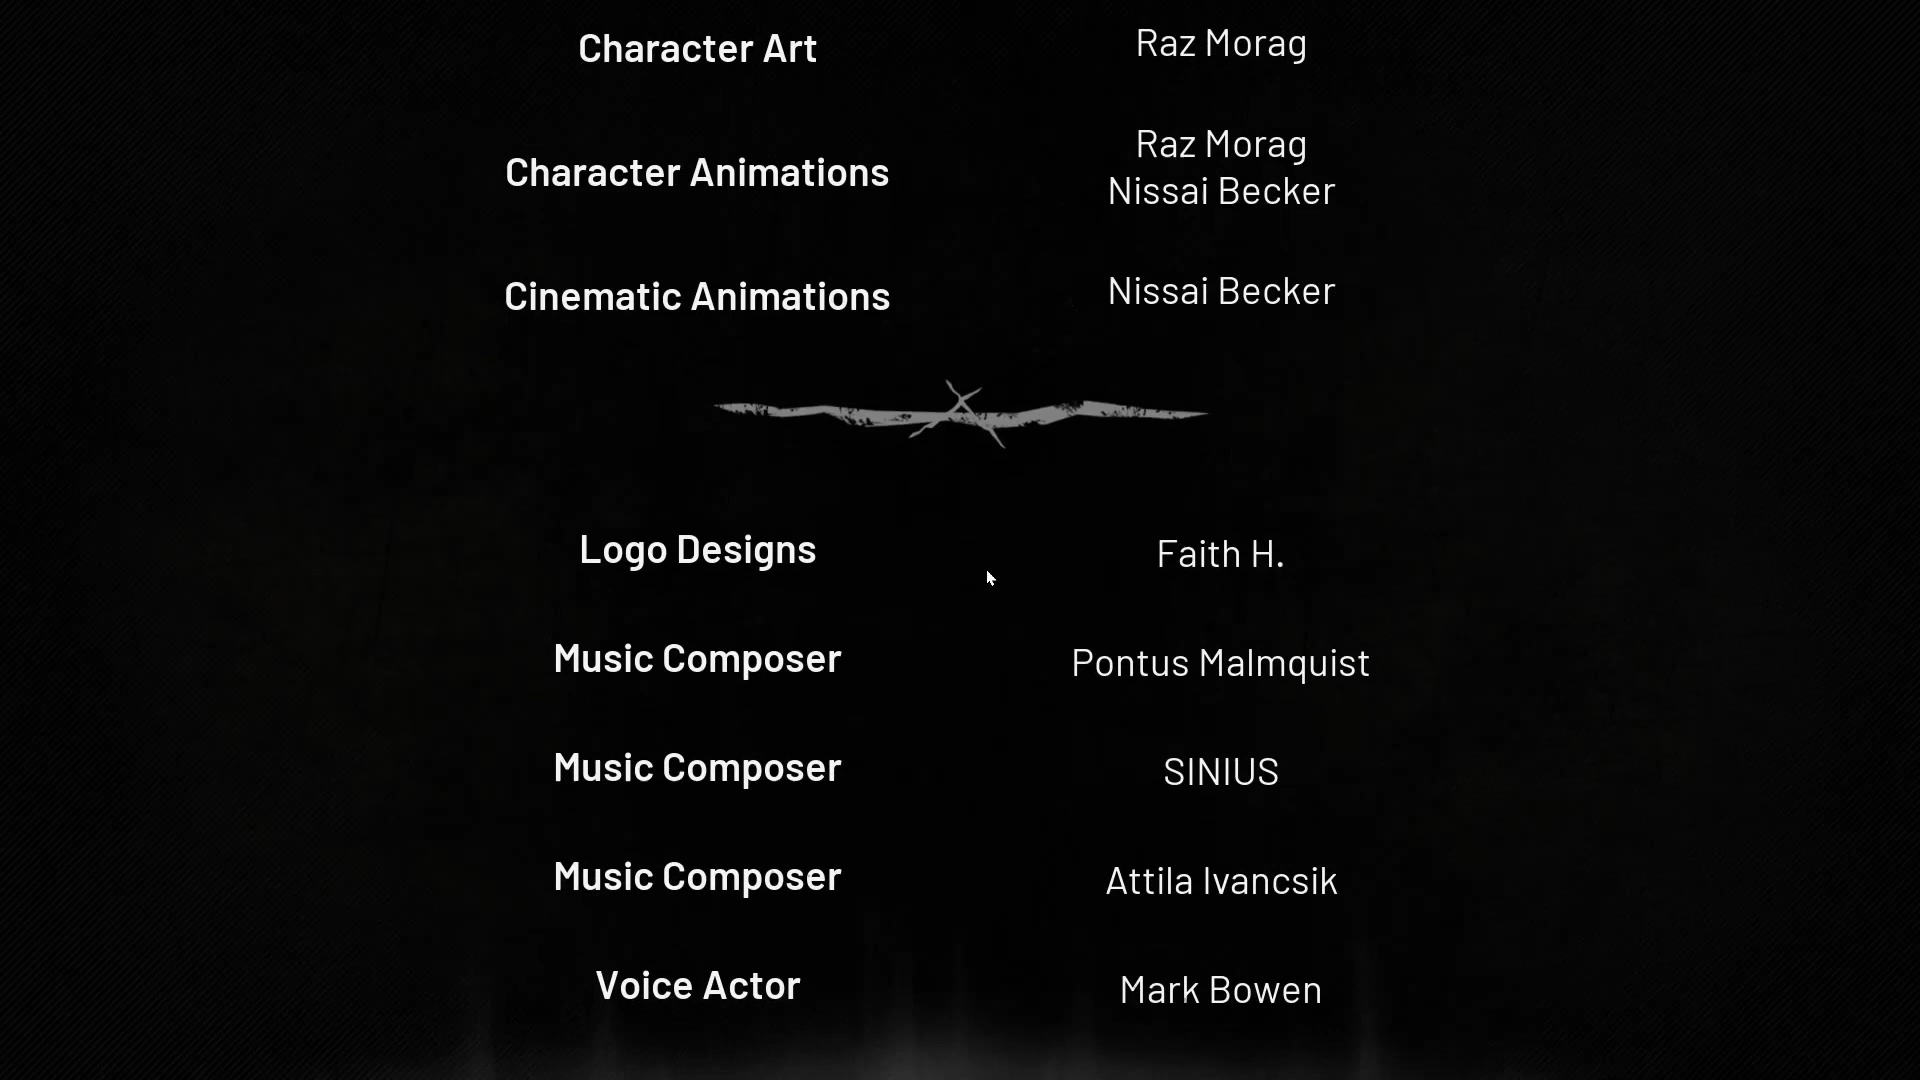 Character Art
Raz Morag
Character Animations
Raz Morag
Nissai Becker
Cinematic Animations
Nissai Becker
Logo Designs
Faith H.
Music Composer
Pontus Malmquist
Music Composer
SINIUS
Music Composer
Attila Ivancsik
Voice Actor
Mark Bowen